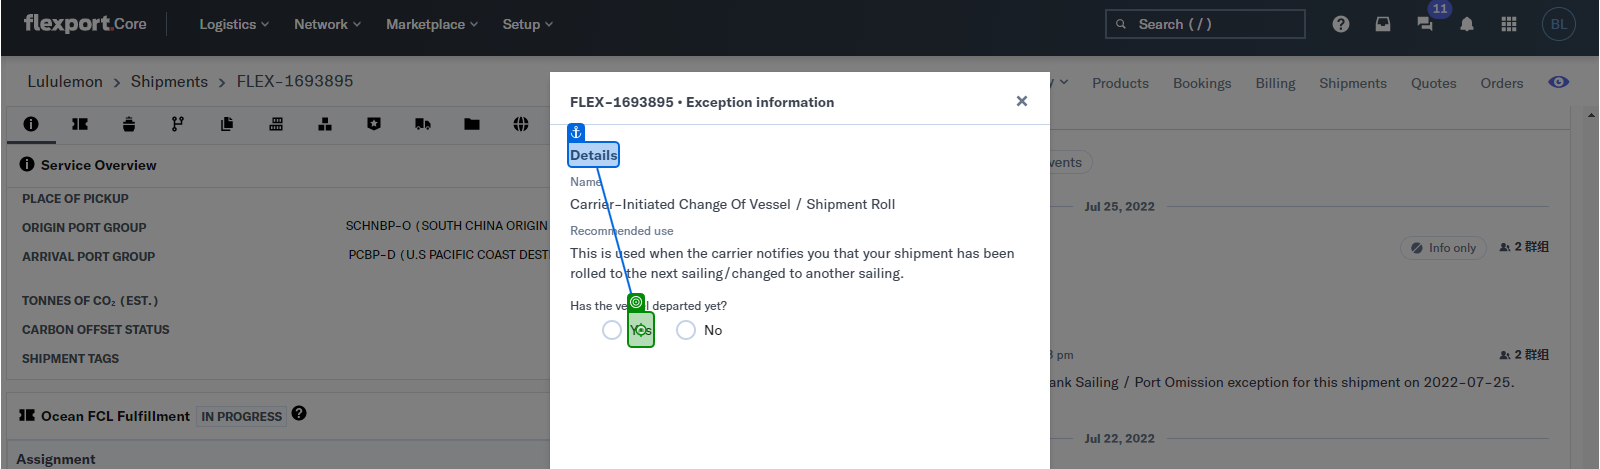 flexport.Core
Logistics
Network
Marketplace
Setup
Search ( / )
11
BL
Lululemon > Shipments > FLEX-1693895
Products
Bookings
Billing
Shipments
Quotes
Orders
FLEX-1693895 • Exception information
Details
Name
Carrier-Initiated Change Of Vessel / Shipment Roll
Recommended use
This is used when the carrier notifies you that your shipment has been
rolled to the next sailing/changed to another sailing.
Has the vessel departed yet?
Yes
No
Service Overview
PLACE OF PICKUP
ORIGIN PORT GROUP
SCHNBP-O (SOUTH CHINA ORIGIN
ARRIVAL PORT GROUP
PCBP-D (U.S PACIFIC COAST DEST
TONNES OF CO₂ (EST.)
CARBON OFFSET STATUS
SHIPMENT TAGS
Ocean FCL Fulfillment IN PROGRESS
Assignment
vents
Jul 25, 2022
Info only
2 群组
pm
2 群组
ank Sailing / Port Omission exception for this shipment on 2022-07-25.
Jul 22, 2022